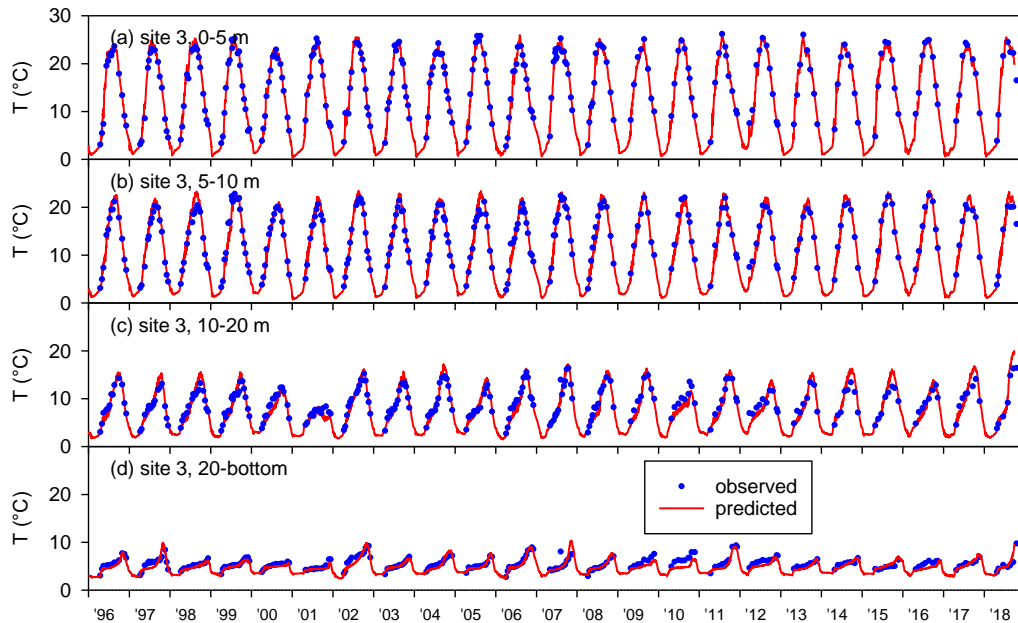 30
(a) site 3, 0-5 m
20
T (°C)
10
0
(b) site 3, 5-10 m
20
T (°C)
10
0
(c) site 3, 10-20 m
20
T (°C)
10
0
(d) site 3, 20-bottom
20
observed
predicted
T (°C)
10
0
'96 '97 '98 '99 '00 '01 '02 '03 '04 '05 '06 '07 '08 '09 '10 '11 '12 '13 '14 '15 '16 '17 '18